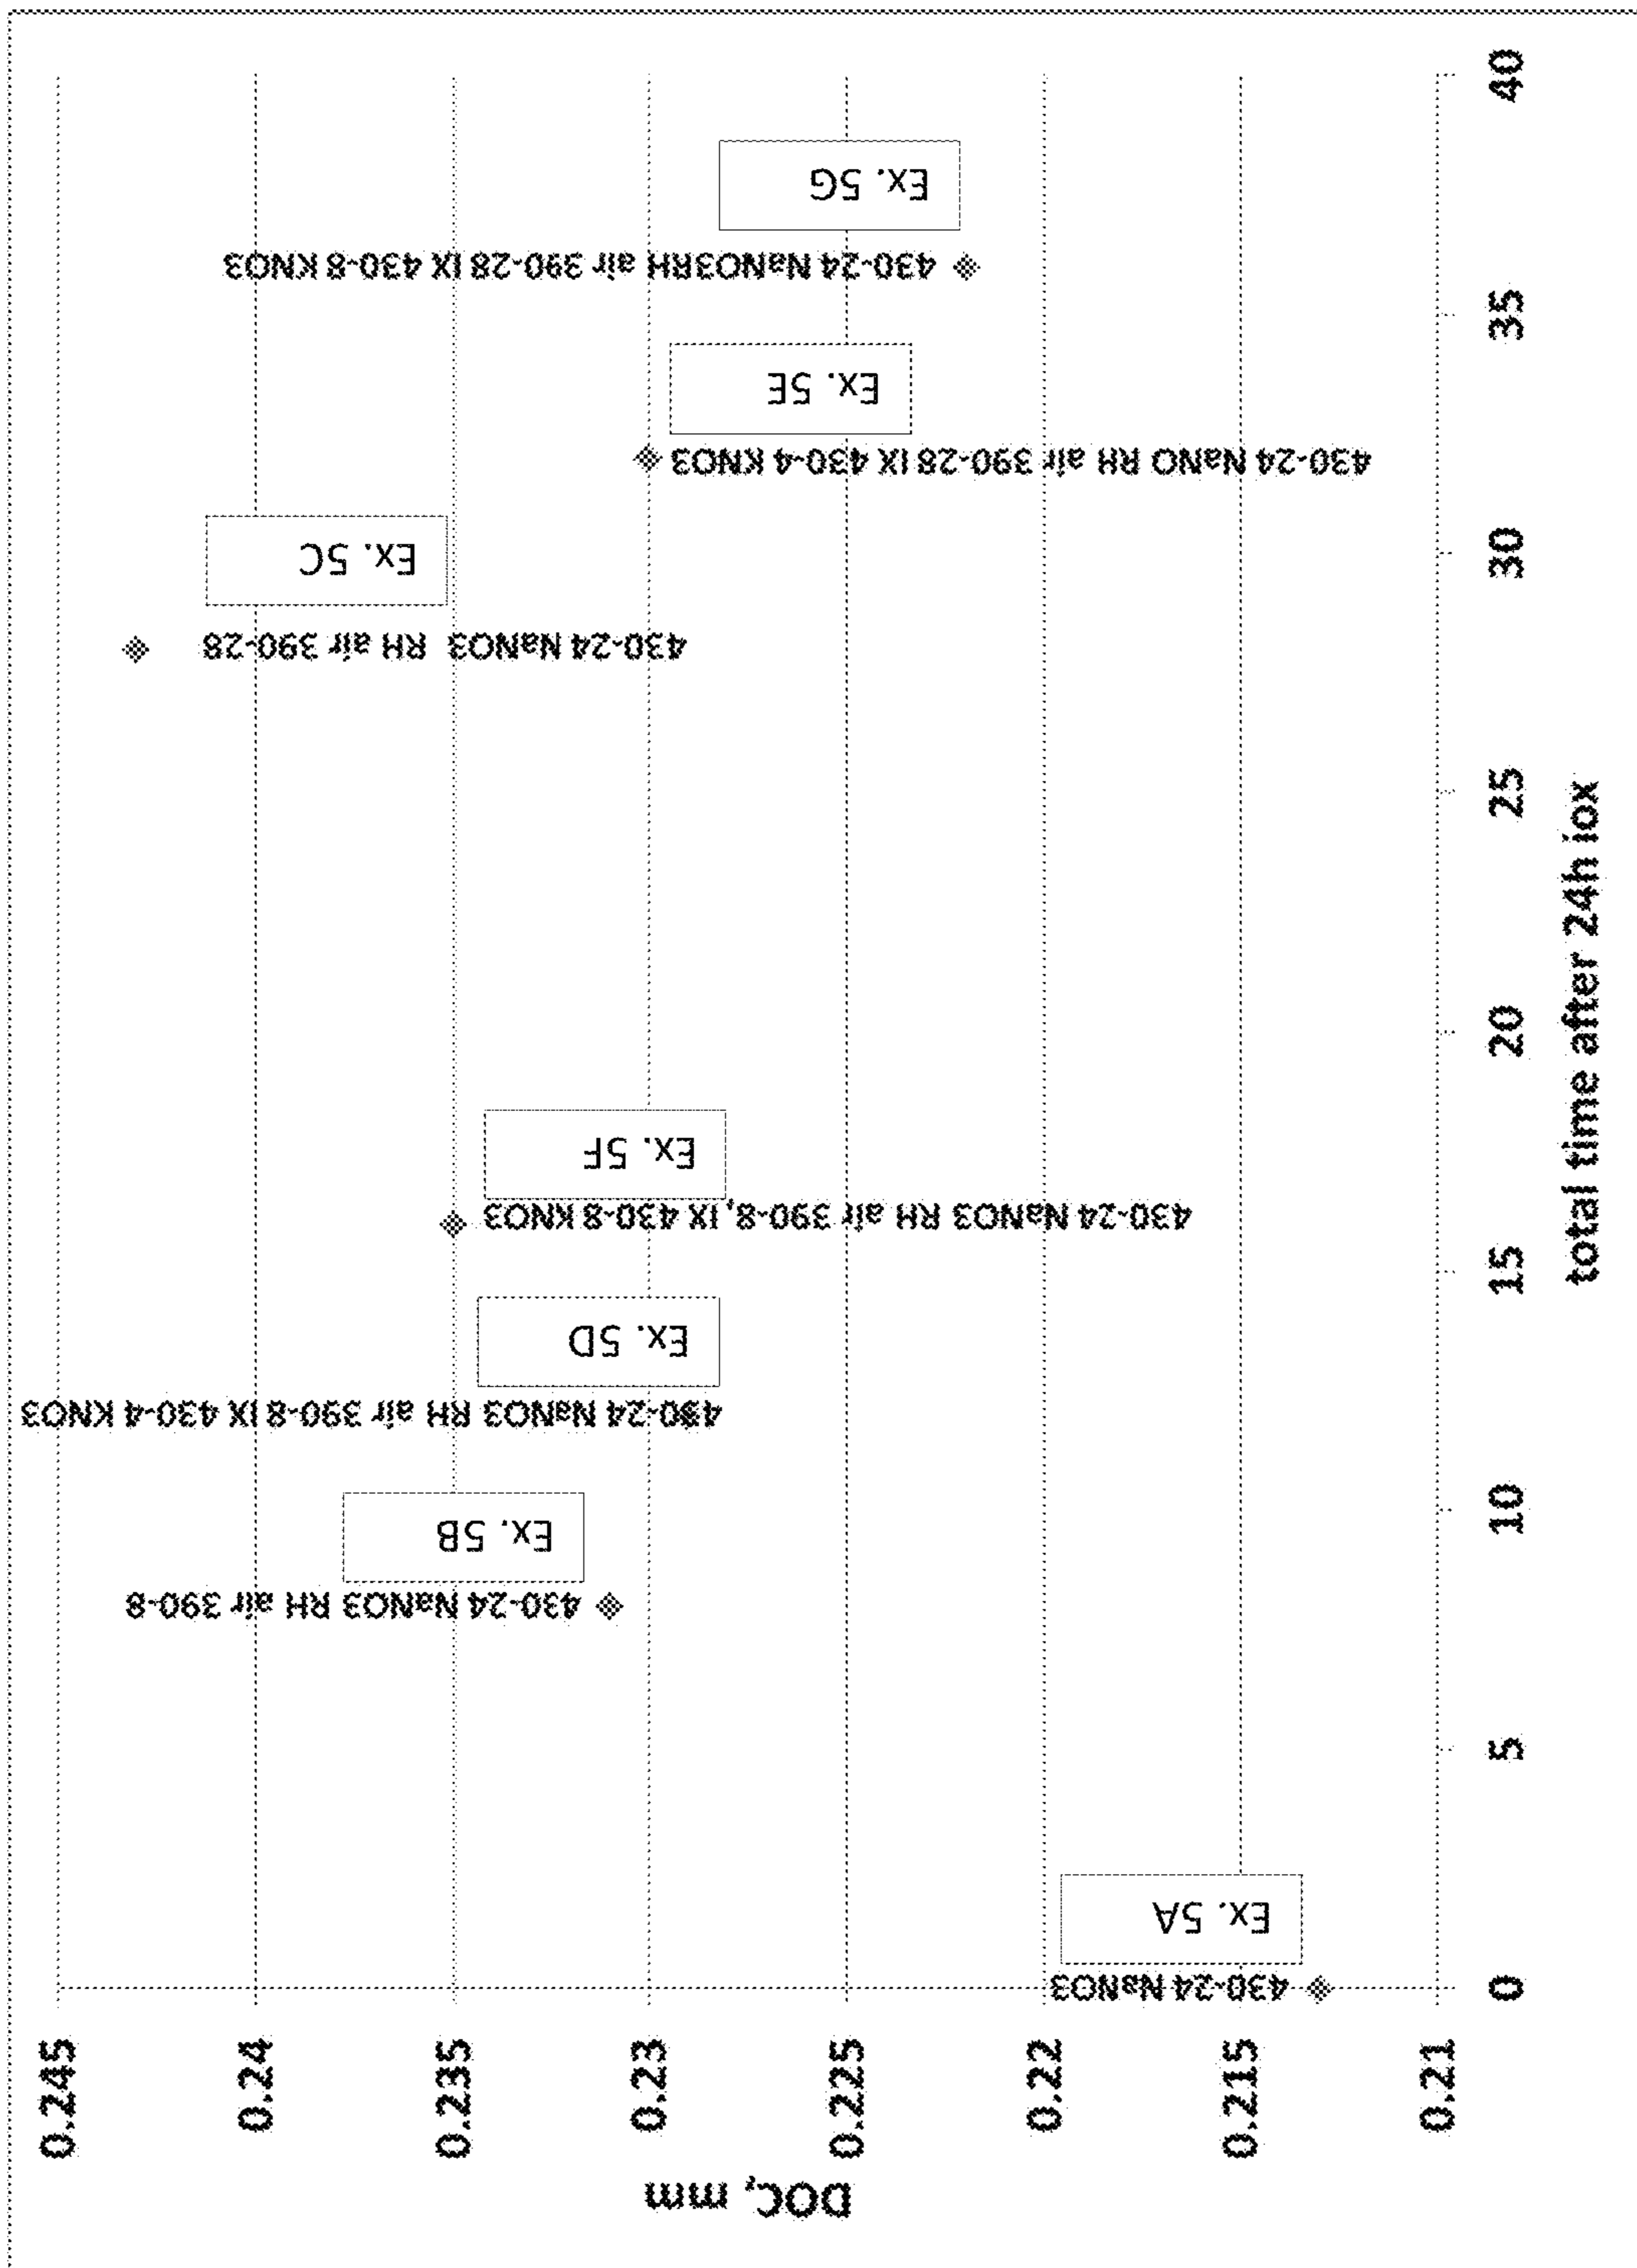 0.245
0.24
0.235
0.23
0.225
0.22
0.215
0.21
DOC, mm
0
5
10
15
20
25
30
35
40
total time after 24h iox
430-24 NaNO3
Ex. 5A
430-24 NaNO3 RH air 390-8
Ex. 5B
430-24 NaNO3 RH air 390-8 IX 430-4 KNO3
Ex. 5D
430-24 NaNO3 RH air 390-8, IX 430-8 KNO3
Ex. 5F
430-24 NaNO3 RH air 390-28
Ex. 5C
430-24 NaNO RH air 390-28 IX 430-4 KNO3
Ex. 5E
430-24 NaNO3RH air 390-28 IX 430-8 KNO3
Ex. 5G